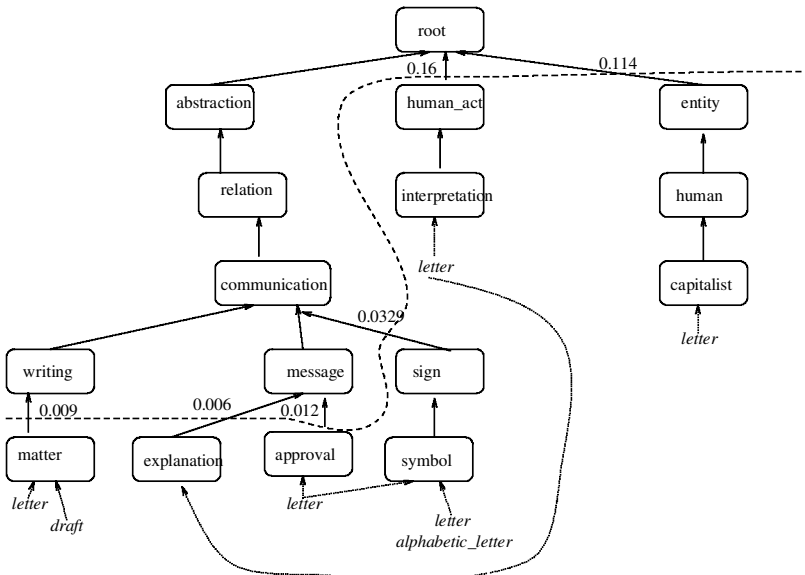 root
0.16
0.114
abstraction
human_act
entity
relation
interpretation
human
letter
communication
capitalist
0.0329
letter
writing
message
sign
0.009
0.006
0.012
matter
explanation
approval
symbol
letter
letter
draft
letter
alphabetic_letter